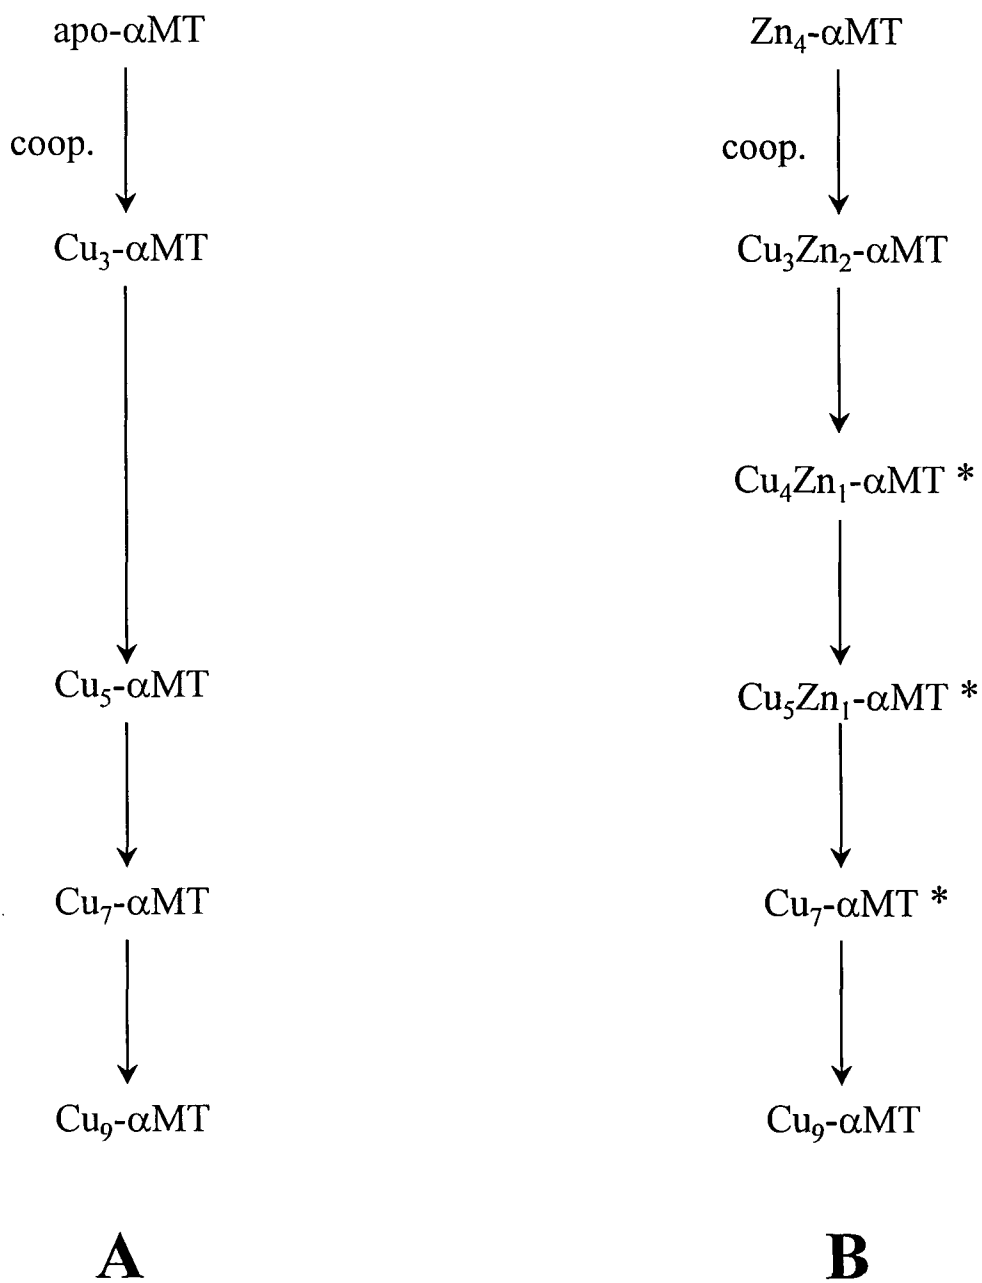 apo-αMT
coop.
Cu₃-αMT
Cu₅-αMT
Cu₇-αMT
Cu₉-αMT
A
Zn₄-αMT
coop.
Cu₃Zn₂-αMT
Cu₄Zn₁-αMT *
Cu₅Zn₁-αMT *
Cu₇-αMT *
Cu₉-αMT
B